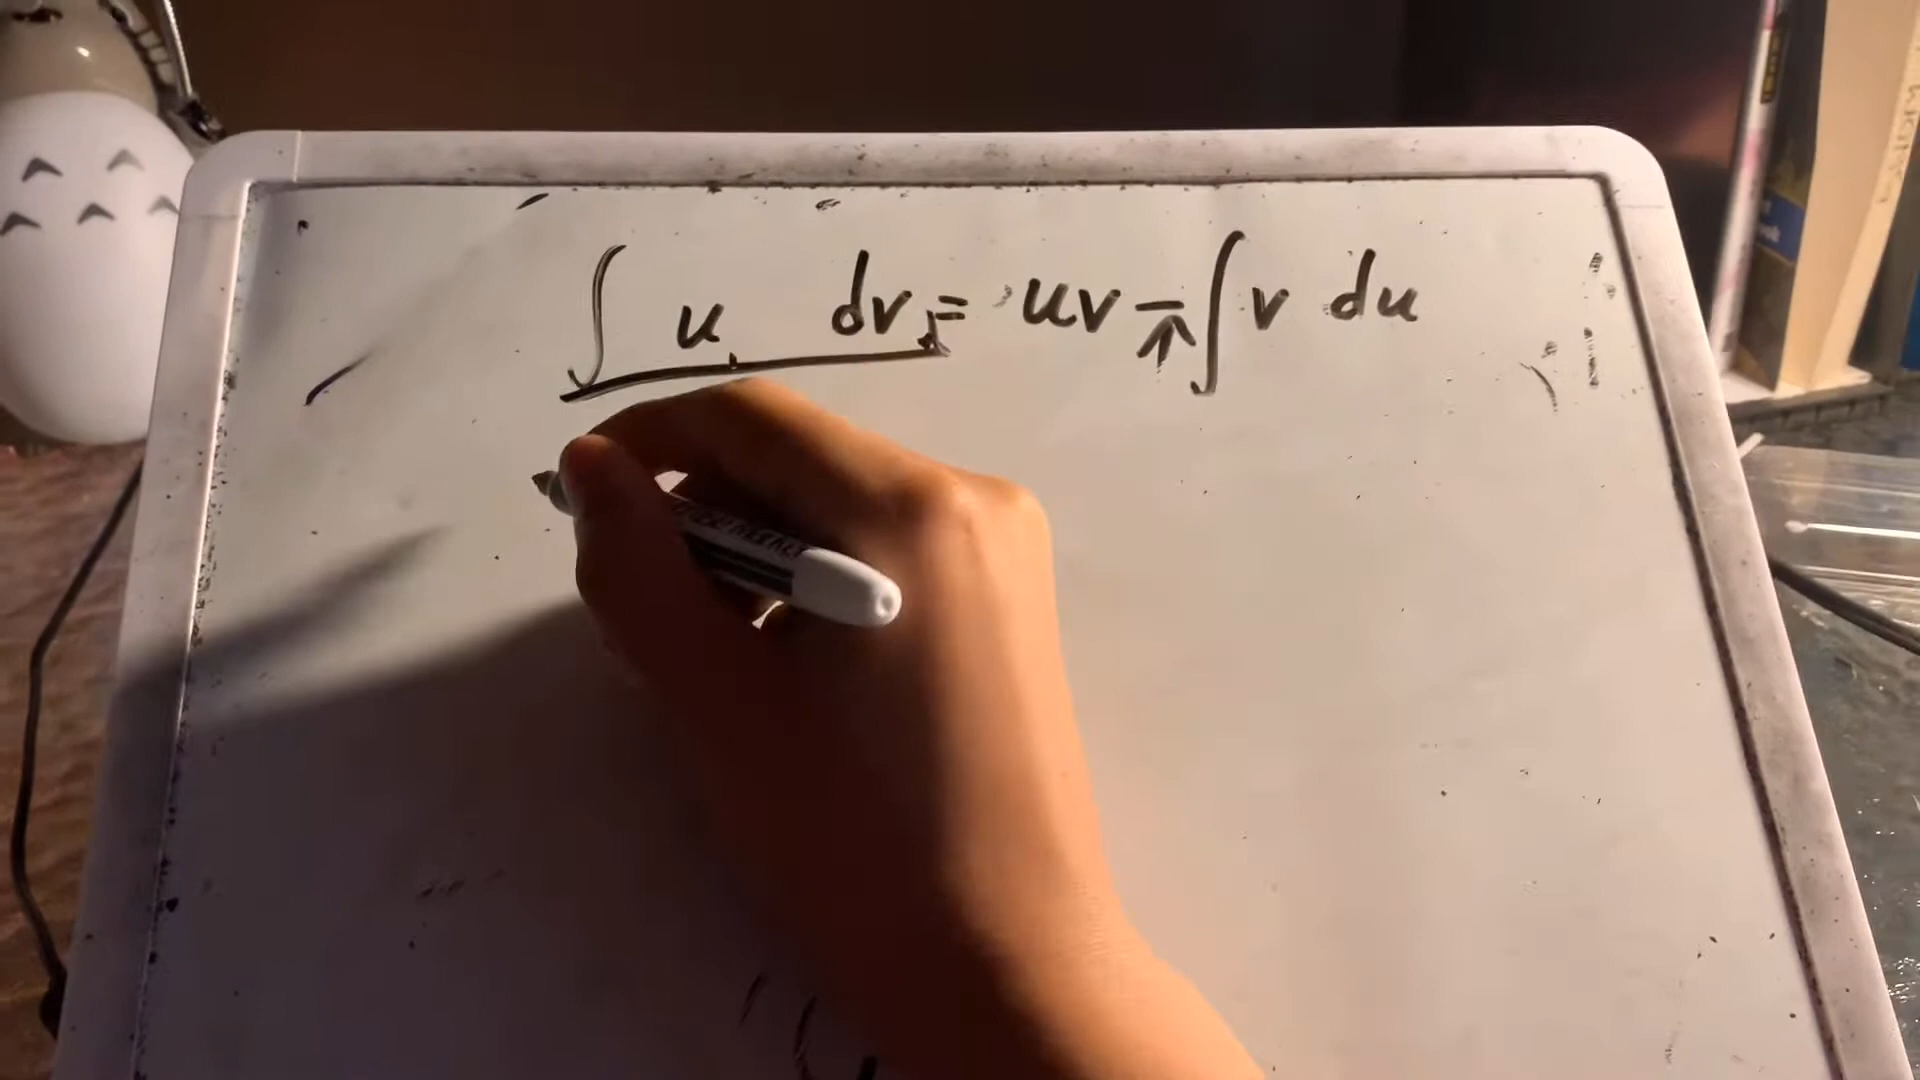 ∫ u dv = uv - ∫ v du